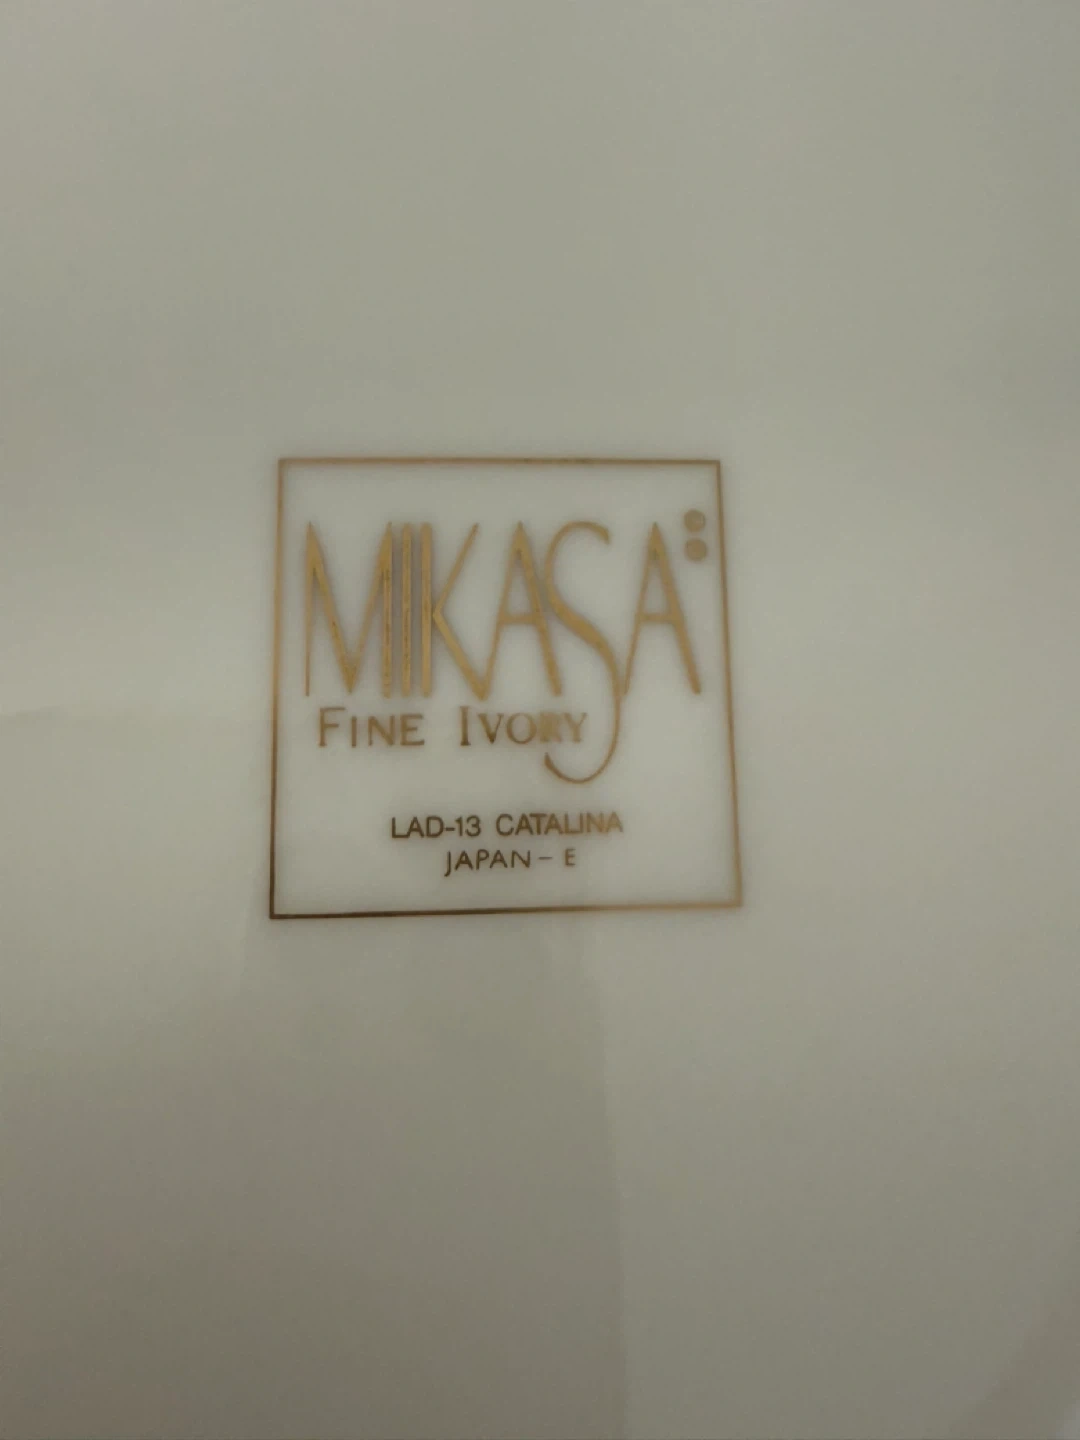 MIKASA
FINE IVORY
LAD-13 CATALINA
JAPAN - E